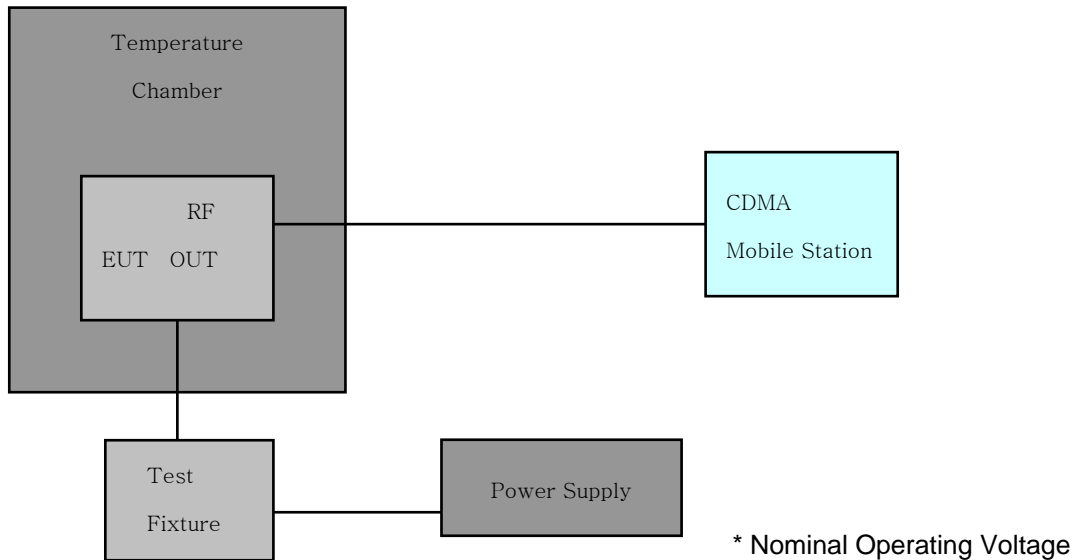 Temperature
Chamber
RF
EUT OUT
CDMA
Mobile Station
Test
Fixture
Power Supply
* Nominal Operating Voltage